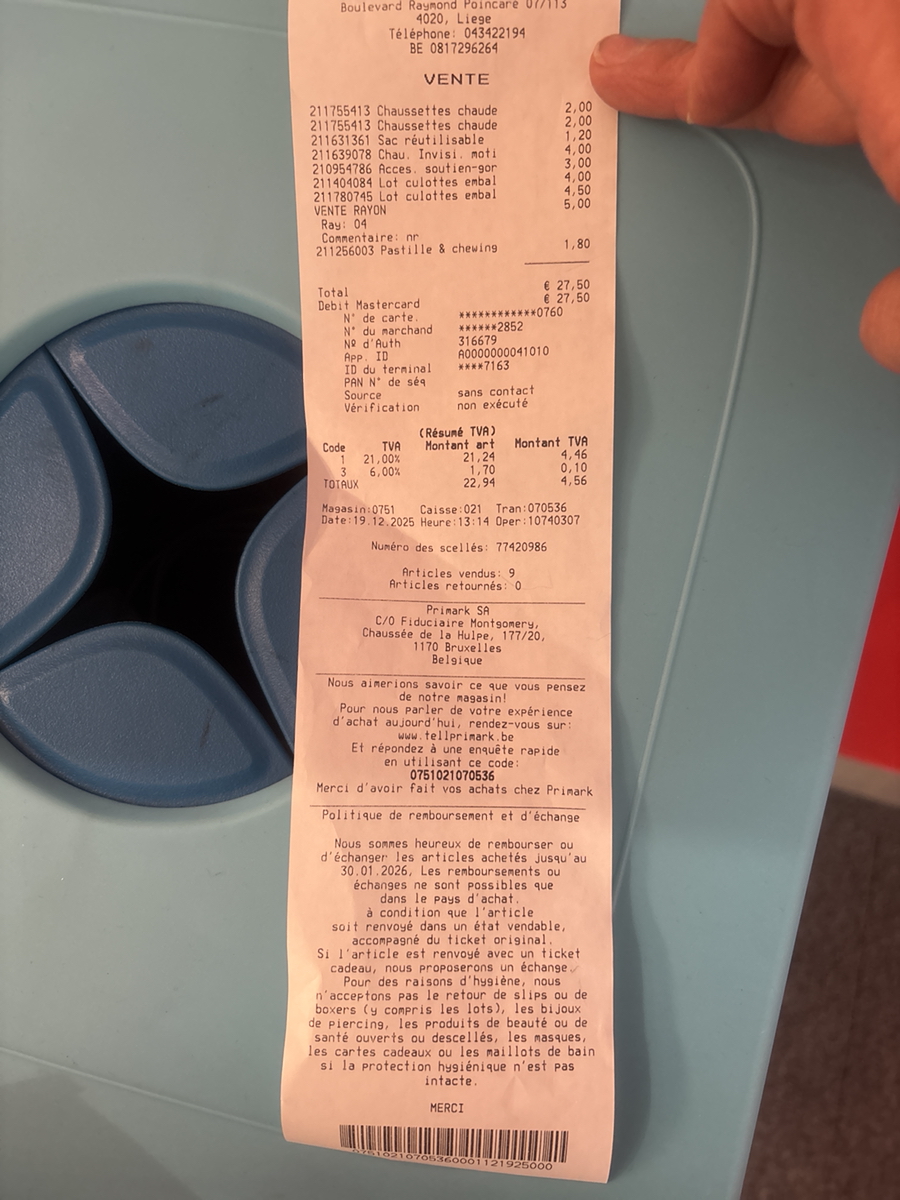 Boulevard Raymond Poincaré 07/113
4020, Liege
Téléphone: 043422194
BE 0817296264
VENTE
211755413 Chaussettes chaude 2,00
211755413 Chaussettes chaude 2,00
211631361 Sac réutilisable 1,20
211639078 Chau. Invisi. moti 4,00
210954786 Acces. soutien-gor 3,00
211404084 Lot culottes embal 4,00
211780745 Lot culottes embal 4,50
VENTE RAYON 5,00
Ray: 04
Commentaire: nr
211256003 Pastille & chewing 1,80
Total € 27,50
Debit Mastercard € 27,50
N° de carte. ************0760
N° du marchand ******2852
Nº d'Auth 316679
App. ID A0000000041010
ID du terminal ****7163
PAN N° de séq
Source sans contact
Vérification non exécuté
(Résumé TVA)
Code TVA Montant art Montant TVA
1 21,00% 21,24 4,46
3 6,00% 1,70 0,10
TOTAUX 22,94 4,56
Magasin:0751 Caisse:021 Tran:070536
Date:19.12.2025 Heure:13:14 Oper:10740307
Numéro des scellés: 77420986
Articles vendus: 9
Articles retournés: 0
Primark SA
C/O Fiduciaire Montgomery,
Chaussée de la Hulpe, 177/20,
1170 Bruxelles
Belgique
Nous aimerions savoir ce que vous pensez
de notre magasin!
Pour nous parler de votre expérience
d'achat aujourd'hui, rendez-vous sur:
www.tellprimark.be
Et répondez à une enquête rapide
en utilisant ce code:
0751021070536
Merci d'avoir fait vos achats chez Primark
Politique de remboursement et d'échange
Nous sommes heureux de rembourser ou
d'échanger les articles achetés jusqu'au
30.01.2026, Les remboursements ou
échanges ne sont possibles que
dans le pays d'achat.
à condition que l'article
soit renvoyé dans un état vendable,
accompagné du ticket original.
Si l'article est renvoyé avec un ticket
cadeau, nous proposerons un échange.
Pour des raisons d'hygiène, nous
n'acceptons pas le retour de slips ou de
boxers (y compris les lots), les bijoux
de piercing, les produits de beauté ou de
santé ouverts ou descellés, les masques,
les cartes cadeaux ou les maillots de bain
si la protection hygiénique n'est pas
intacte.
MERCI
07510210705360001121925000